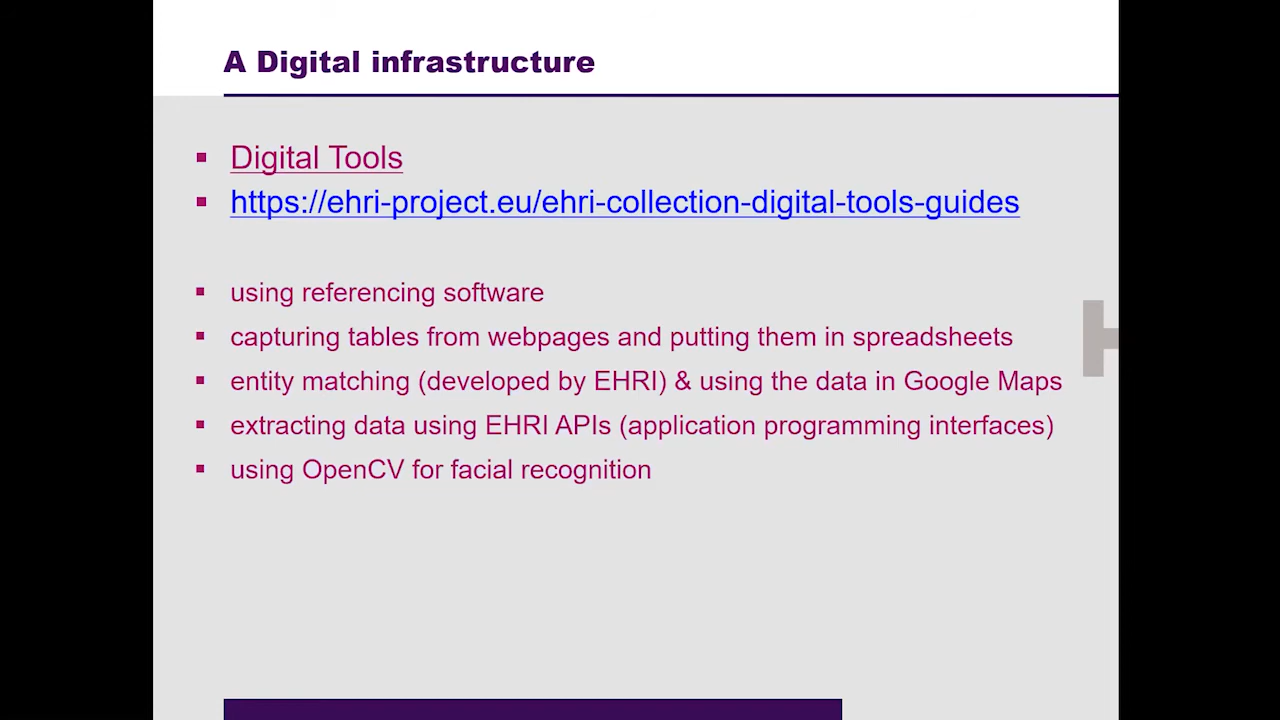 A Digital infrastructure
Digital Tools
https://ehri-project.eu/ehri-collection-digital-tools-guides
using referencing software
capturing tables from webpages and putting them in spreadsheets
entity matching (developed by EHRI) & using the data in Google Maps
extracting data using EHRI APIs (application programming interfaces)
using OpenCV for facial recognition